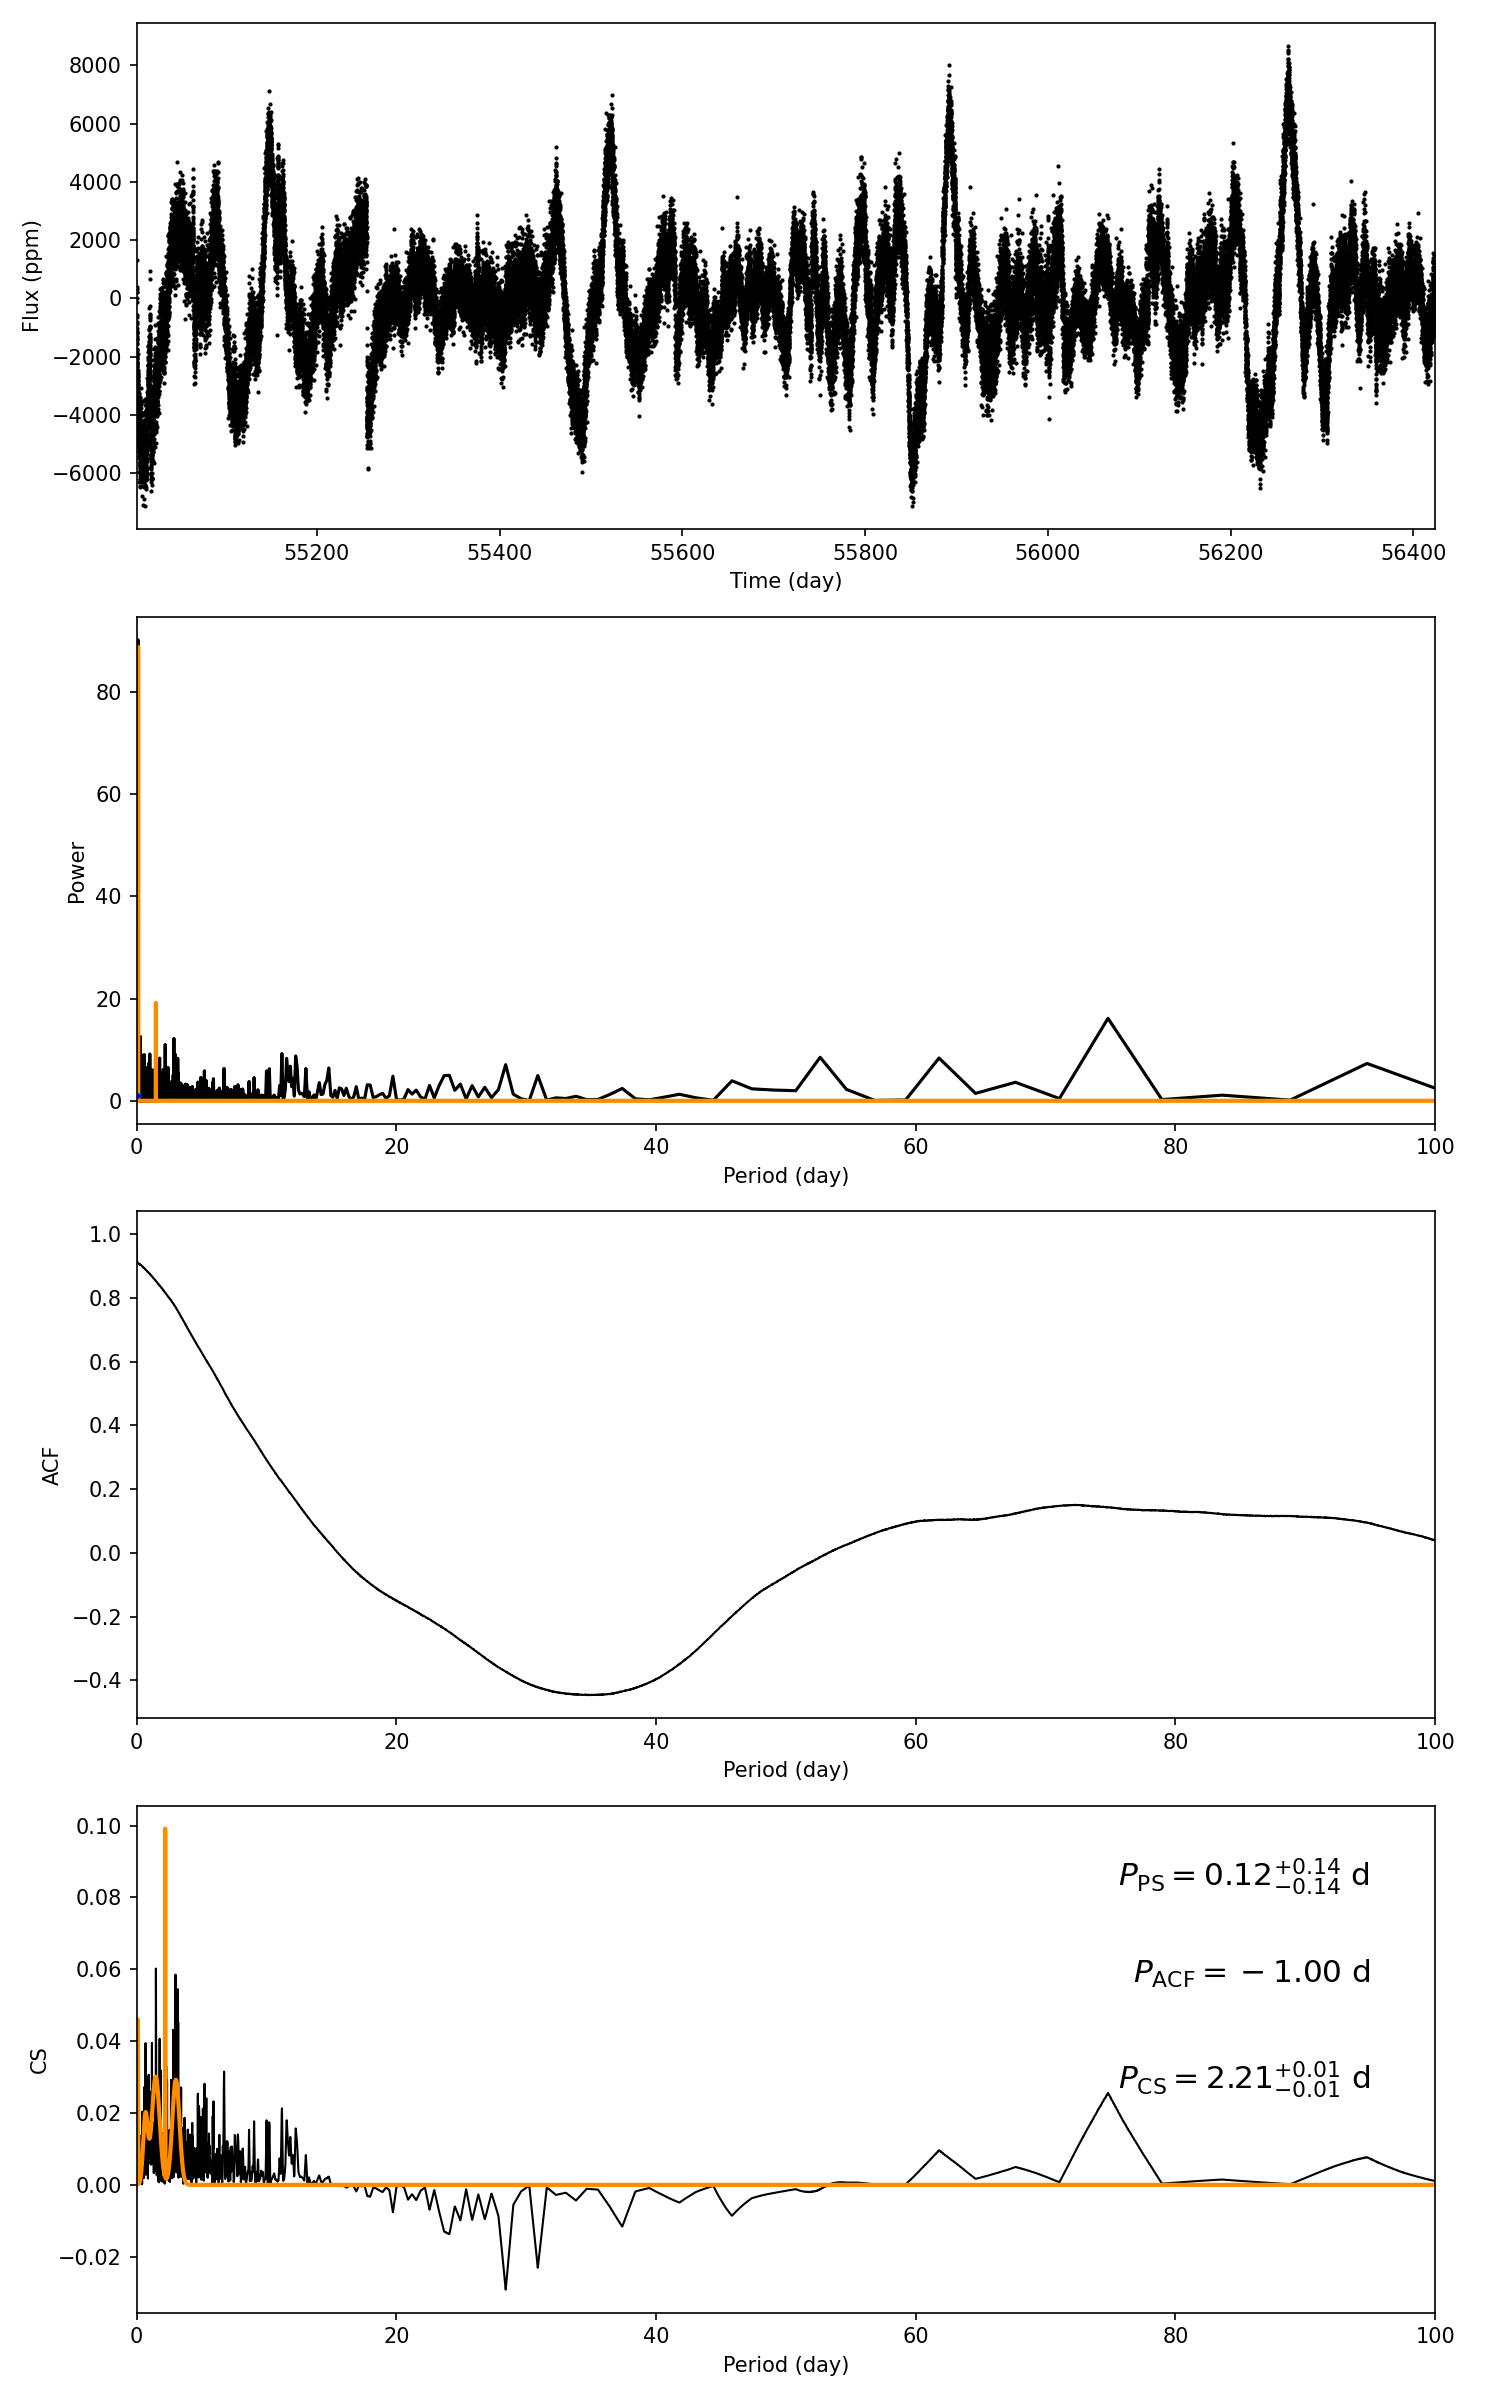 8000
6000
4000
2000
0
−2000
−4000
−6000
Flux (ppm)
55200 55400 55600 55800 56000 56200 56400
Time (day)
80
60
40
20
0
Power
0 20 40 60 80 100
Period (day)
1.0
0.8
0.6
0.4
0.2
0.0
−0.2
−0.4
ACF
0 20 40 60 80 100
Period (day)
0.10
0.08
0.06
0.04
0.02
0.00
−0.02
CS
P_PS = 0.12^{+0.14}_{−0.14} d
P_ACF = −1.00 d
P_CS = 2.21^{+0.01}_{−0.01} d
0 20 40 60 80 100
Period (day)